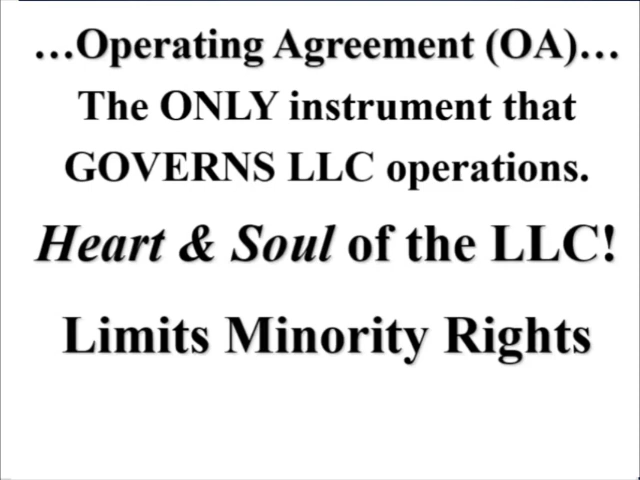 …Operating Agreement (OA)…
The ONLY instrument that
GOVERNS LLC operations.
Heart & Soul of the LLC!
Limits Minority Rights